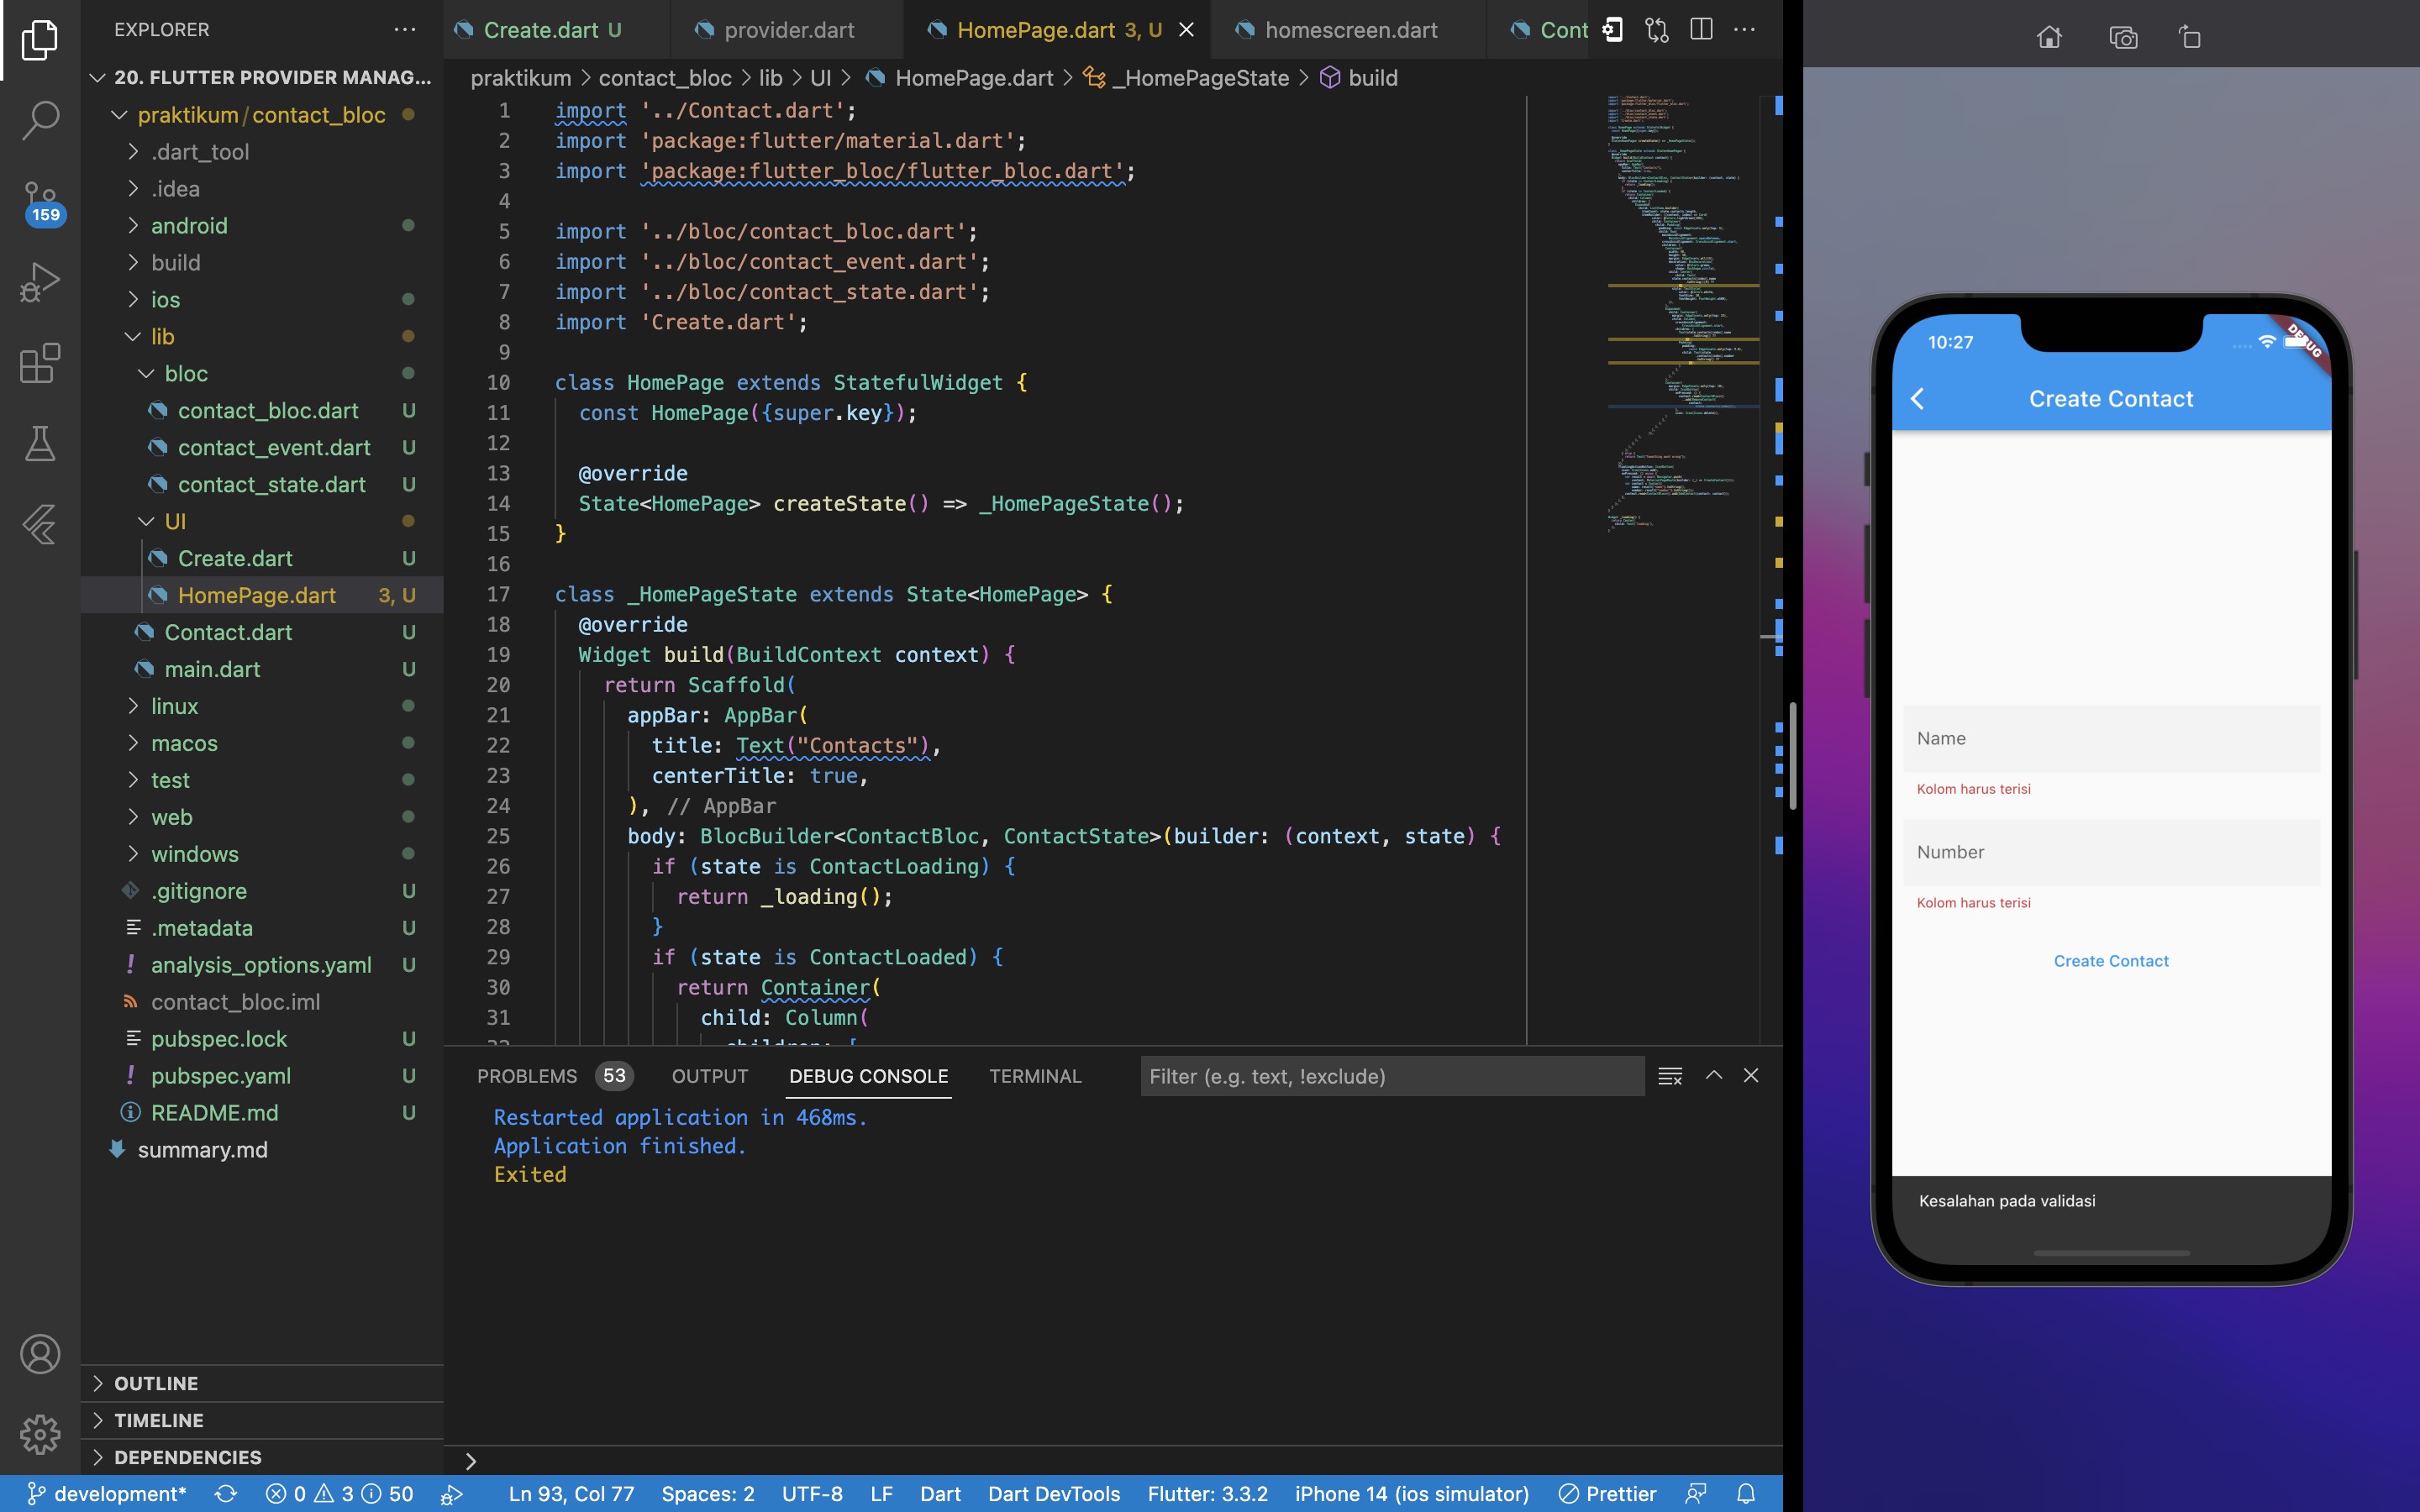 EXPLORER
20. FLUTTER PROVIDER MANAG...
praktikum / contact_bloc
.dart_tool
.idea
android
build
ios
lib
bloc
contact_bloc.dart U
contact_event.dart U
contact_state.dart U
UI
Create.dart U
HomePage.dart 3, U
Contact.dart U
main.dart U
linux
macos
test
web
windows
.gitignore U
.metadata U
analysis_options.yaml U
contact_bloc.iml
pubspec.lock U
pubspec.yaml U
README.md U
summary.md
OUTLINE
TIMELINE
DEPENDENCIES
159
Create.dart U
provider.dart
HomePage.dart 3, U
homescreen.dart
Cont
praktikum > contact_bloc > lib > UI > HomePage.dart > _HomePageState > build
1 import '../Contact.dart';
2 import 'package:flutter/material.dart';
3 import 'package:flutter_bloc/flutter_bloc.dart';
4
5 import '../bloc/contact_bloc.dart';
6 import '../bloc/contact_event.dart';
7 import '../bloc/contact_state.dart';
8 import 'Create.dart';
9
10 class HomePage extends StatefulWidget {
11 const HomePage({super.key});
12
13 @override
14 State<HomePage> createState() => _HomePageState();
15 }
16
17 class _HomePageState extends State<HomePage> {
18 @override
19 Widget build(BuildContext context) {
20 return Scaffold(
21 appBar: AppBar(
22 title: Text("Contacts"),
23 centerTitle: true,
24 ), // AppBar
25 body: BlocBuilder<ContactBloc, ContactState>(builder: (context, state) {
26 if (state is ContactLoading) {
27 return _loading();
28 }
29 if (state is ContactLoaded) {
30 return Container(
31 child: Column(
PROBLEMS 53 OUTPUT DEBUG CONSOLE TERMINAL
Filter (e.g. text, !exclude)
Restarted application in 468ms.
Application finished.
Exited
development* 0 3 50 Ln 93, Col 77 Spaces: 2 UTF-8 LF Dart Dart DevTools Flutter: 3.3.2 iPhone 14 (ios simulator) Prettier
10:27
DEBUG
Create Contact
Name
Kolom harus terisi
Number
Kolom harus terisi
Create Contact
Kesalahan pada validasi